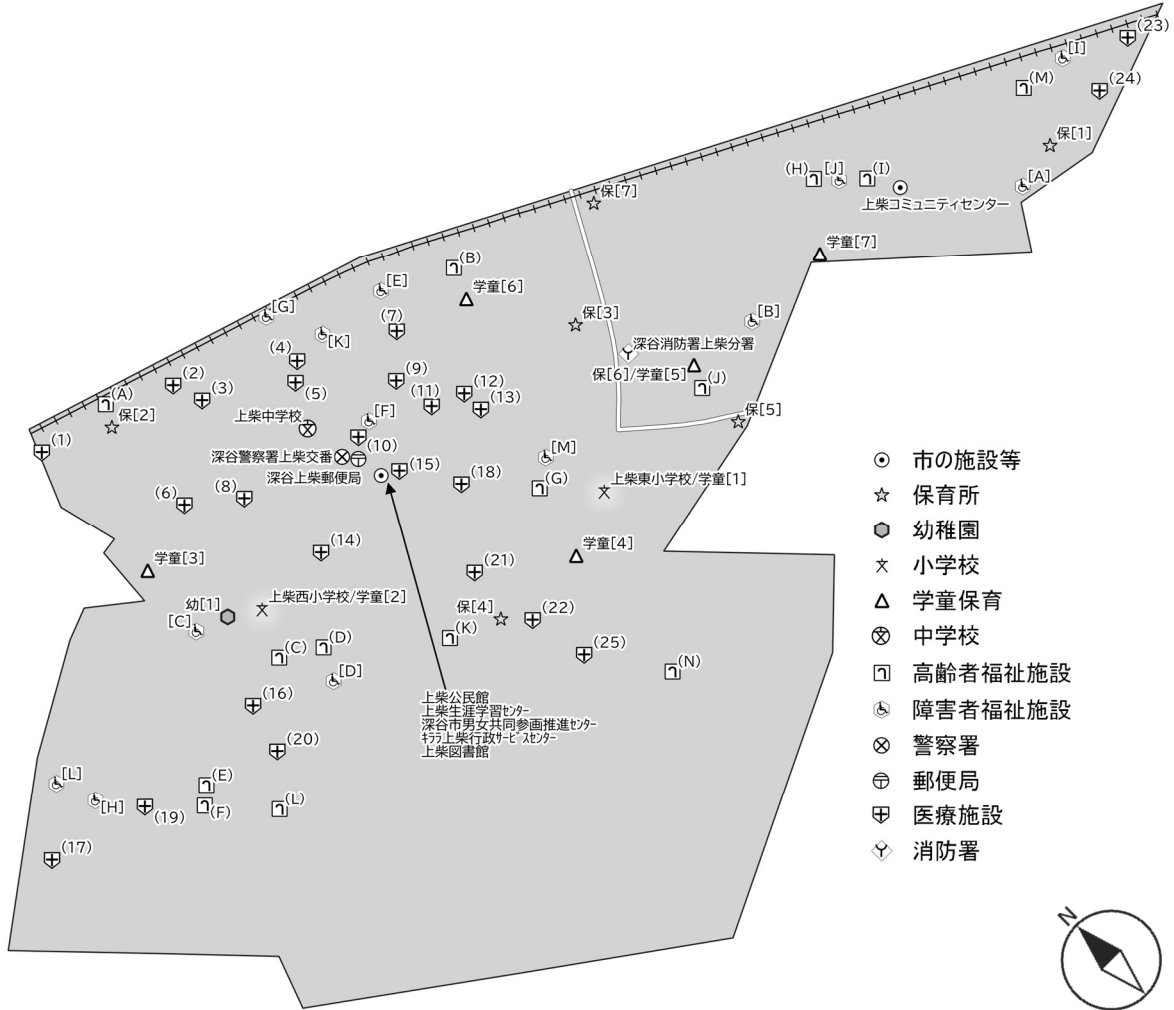 (23)
[I]
(M)
(24)
保[1]
(H)
[J]
(I)
[A]
上柴コミュニティセンター
保[7]
学童[7]
(B)
[E]
学童[6]
[G]
[K]
(7)
保[3]
[B]
深谷消防署上柴分署
(4)
保[6]/学童[5]
(J)
(2)
(3)
(5)
(9)
(11)
(12)
(13)
(A)
保[2]
上柴中学校
[F]
保[5]
(1)
深谷警察署上柴交番
(10)
深谷上柴郵便局
(15)
(18)
[M]
(G)
上柴東小学校/学童[1]
(6)
(8)
(14)
学童[3]
(21)
学童[4]
幼[1]
上柴西小学校/学童[2]
[C]
保[4]
(22)
(K)
(C)
(D)
(25)
(N)
[D]
(16)
上柴公民館
上柴生涯学習センター
深谷市男女共同参画推進センター
キララ上柴行政サービスセンター
上柴図書館
(20)
[L]
[H]
(19)
(E)
(F)
(L)
(17)
市の施設等
保育所
幼稚園
小学校
学童保育
中学校
高齢者福祉施設
障害者福祉施設
警察署
郵便局
医療施設
消防署
N